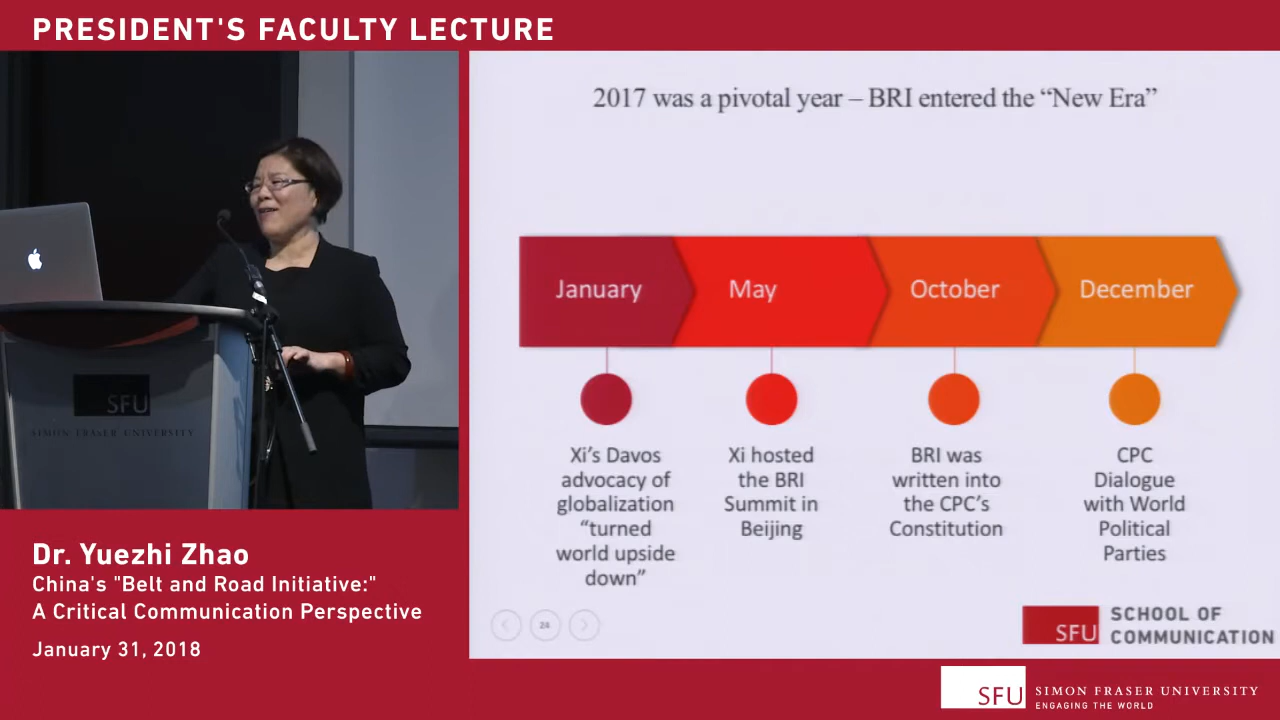 PRESIDENT'S FACULTY LECTURE
2017 was a pivotal year – BRI entered the “New Era”
January
May
October
December
Xi’s Davos
advocacy of
globalization
“turned
world upside
down”
Xi hosted
the BRI
Summit in
Beijing
BRI was
written into
the CPC’s
Constitution
CPC
Dialogue
with World
Political
Parties
24
SFU
SCHOOL OF
COMMUNICATION
SFU
SIMON FRASER UNIVERSITY
Dr. Yuezhi Zhao
China's "Belt and Road Initiative:"
A Critical Communication Perspective
January 31, 2018
SFU
SIMON FRASER UNIVERSITY
ENGAGING THE WORLD